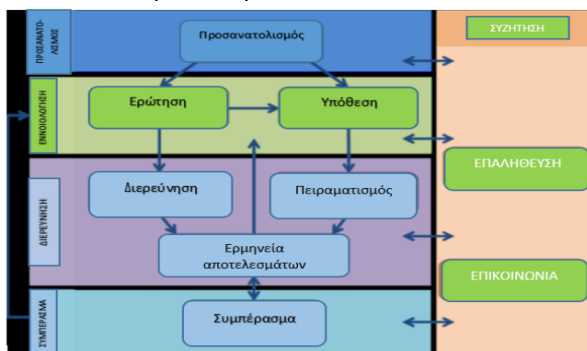 ΠΡΟΣΑΝΑΤΟ-
ΛΙΣΜΟΣ
Προσανατολισμός
ΣΥΖΗΤΗΣΗ
ΕΝΝΟΙΟΛΟΓΗΣΗ
Ερώτηση
Υπόθεση
ΕΠΑΛΗΘΕΥΣΗ
ΔΙΕΡΕΥΝΗΣΗ
Διερεύνηση
Πειραματισμός
Ερμηνεία
αποτελεσμάτων
ΕΠΙΚΟΙΝΩΝΙΑ
ΣΥΜΠΕΡΑΣΜΑ
Συμπέρασμα